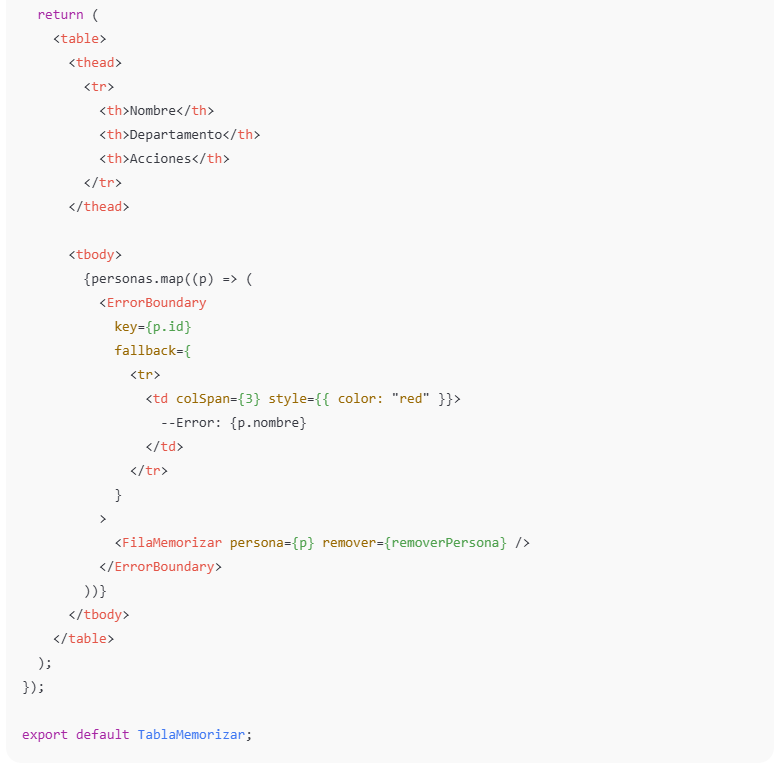 return (
<table>
<thead>
<tr>
<th>Nombre</th>
<th>Departamento</th>
<th>Acciones</th>
</tr>
</thead>
<tbody>
{personas.map((p) => (
<ErrorBoundary
key={p.id}
fallback={
<tr>
<td colSpan={3} style={{ color: "red" }}>
--Error: {p.nombre}
</td>
</tr>
}
>
<FilaMemorizar persona={p} remover={removerPersona} />
</ErrorBoundary>
))}
</tbody>
</table>
);
});
export default TablaMemorizar;